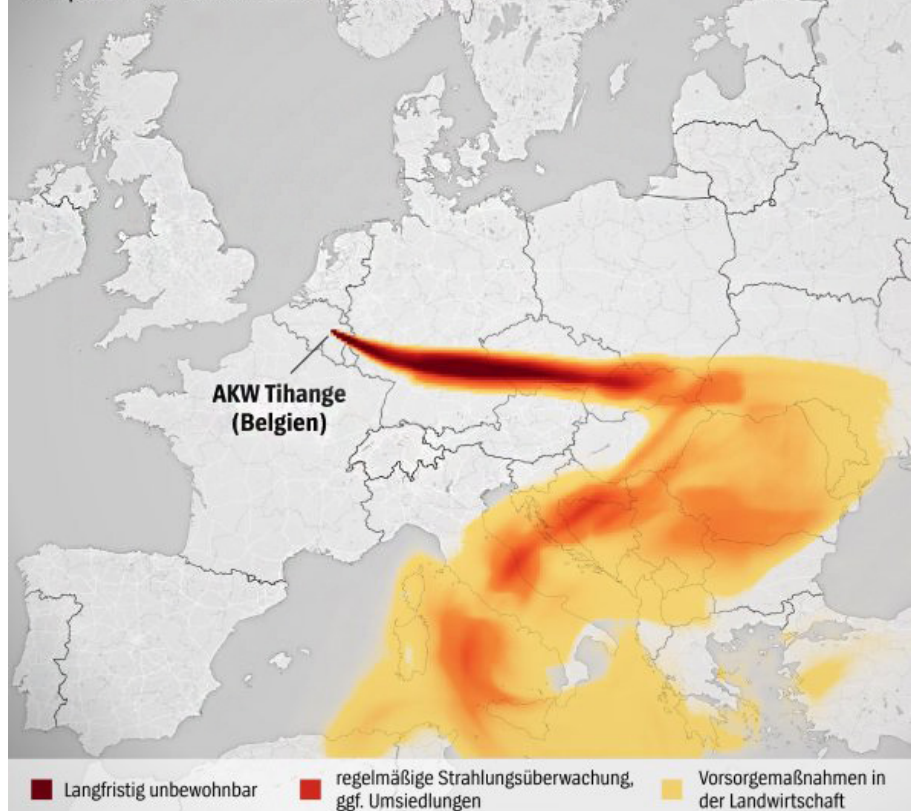 AKW Tihange
(Belgien)
Langfristig unbewohnbar
regelmäßige Strahlungsüberwachung,
ggf. Umsiedlungen
Vorsorgemaßnahmen in
der Landwirtschaft